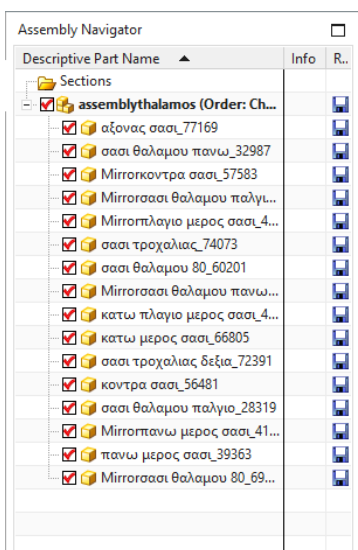 Assembly Navigator
Descriptive Part Name Info R..
Sections
assemblythalamos (Order: Ch...
αξονας σασι_77169
σασι θαλαμου πανω_32987
Mirrorκοντρα σασι_57583
Mirrorσασι θαλαμου παλγι...
Mirrorπλαγιο μερος σασι_4...
σασι τροχαλιας_74073
σασι θαλαμου 80_60201
Mirrorσασι θαλαμου πανω...
κατω πλαγιο μερος σασι_4...
κατω μερος σασι_66805
σασι τροχαλιας δεξια_72391
κοντρα σασι_56481
σασι θαλαμου παλγιο_28319
Mirrorπανω μερος σασι_41...
πανω μερος σασι_39363
Mirrorσασι θαλαμου 80_69...